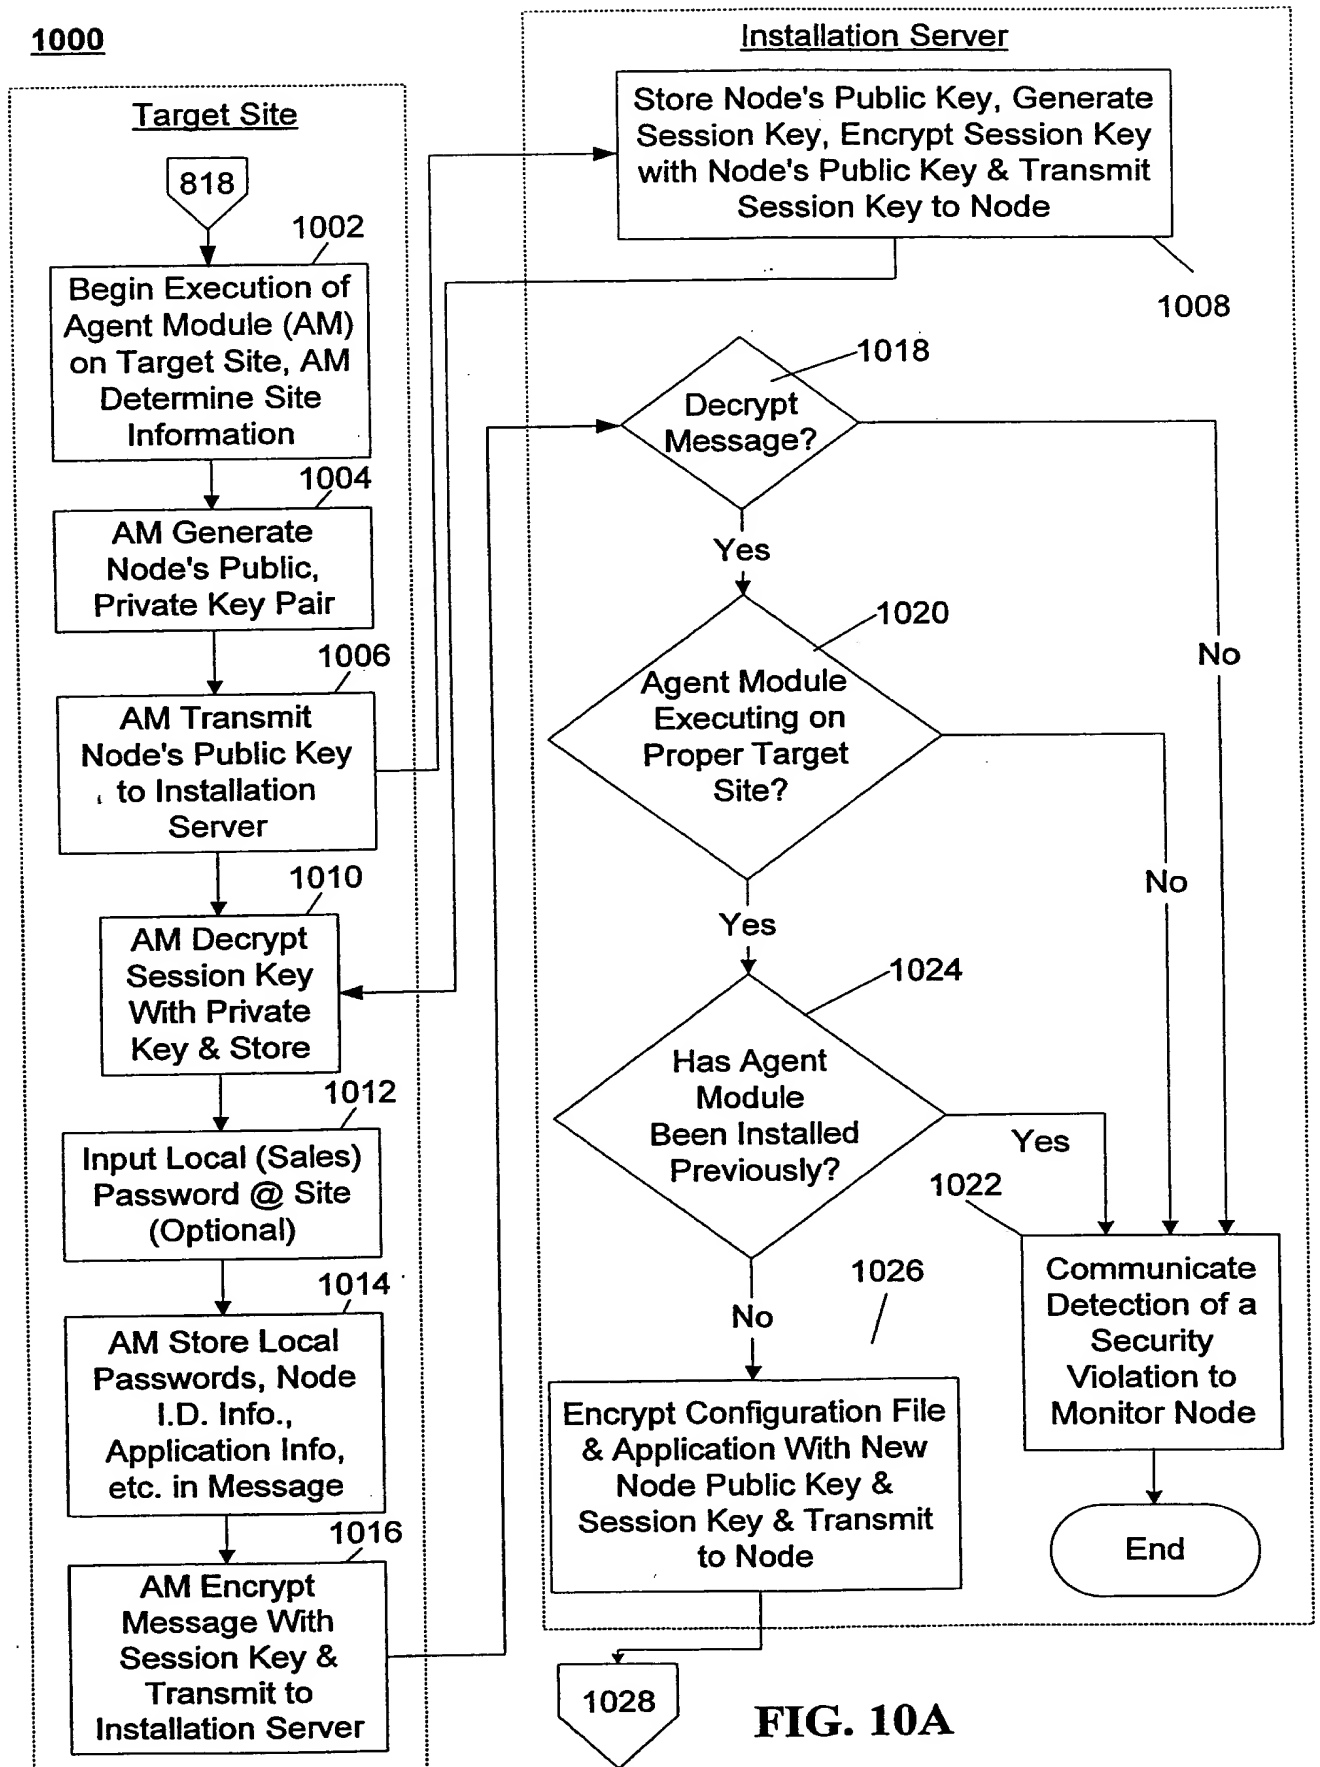 1000
Target Site
818
1002
Begin Execution of
Agent Module (AM)
on Target Site, AM
Determine Site
Information
1004
AM Generate
Node's Public,
Private Key Pair
1006
AM Transmit
Node's Public Key
to Installation
Server
1010
AM Decrypt
Session Key
With Private
Key & Store
1012
Input Local (Sales)
Password @ Site
(Optional)
1014
AM Store Local
Passwords, Node
I.D. Info.,
Application Info,
etc. in Message
1016
AM Encrypt
Message With
Session Key &
Transmit to
Installation Server
Installation Server
Store Node's Public Key, Generate
Session Key, Encrypt Session Key
with Node's Public Key & Transmit
Session Key to Node
1008
1018
Decrypt
Message?
Yes
No
1020
Agent Module
Executing on
Proper Target
Site?
Yes
No
1024
Has Agent
Module
Been Installed
Previously?
Yes
No
1022
Communicate
Detection of a
Security
Violation to
Monitor Node
End
1026
Encrypt Configuration File
& Application With New
Node Public Key &
Session Key & Transmit
to Node
1028
FIG. 10A